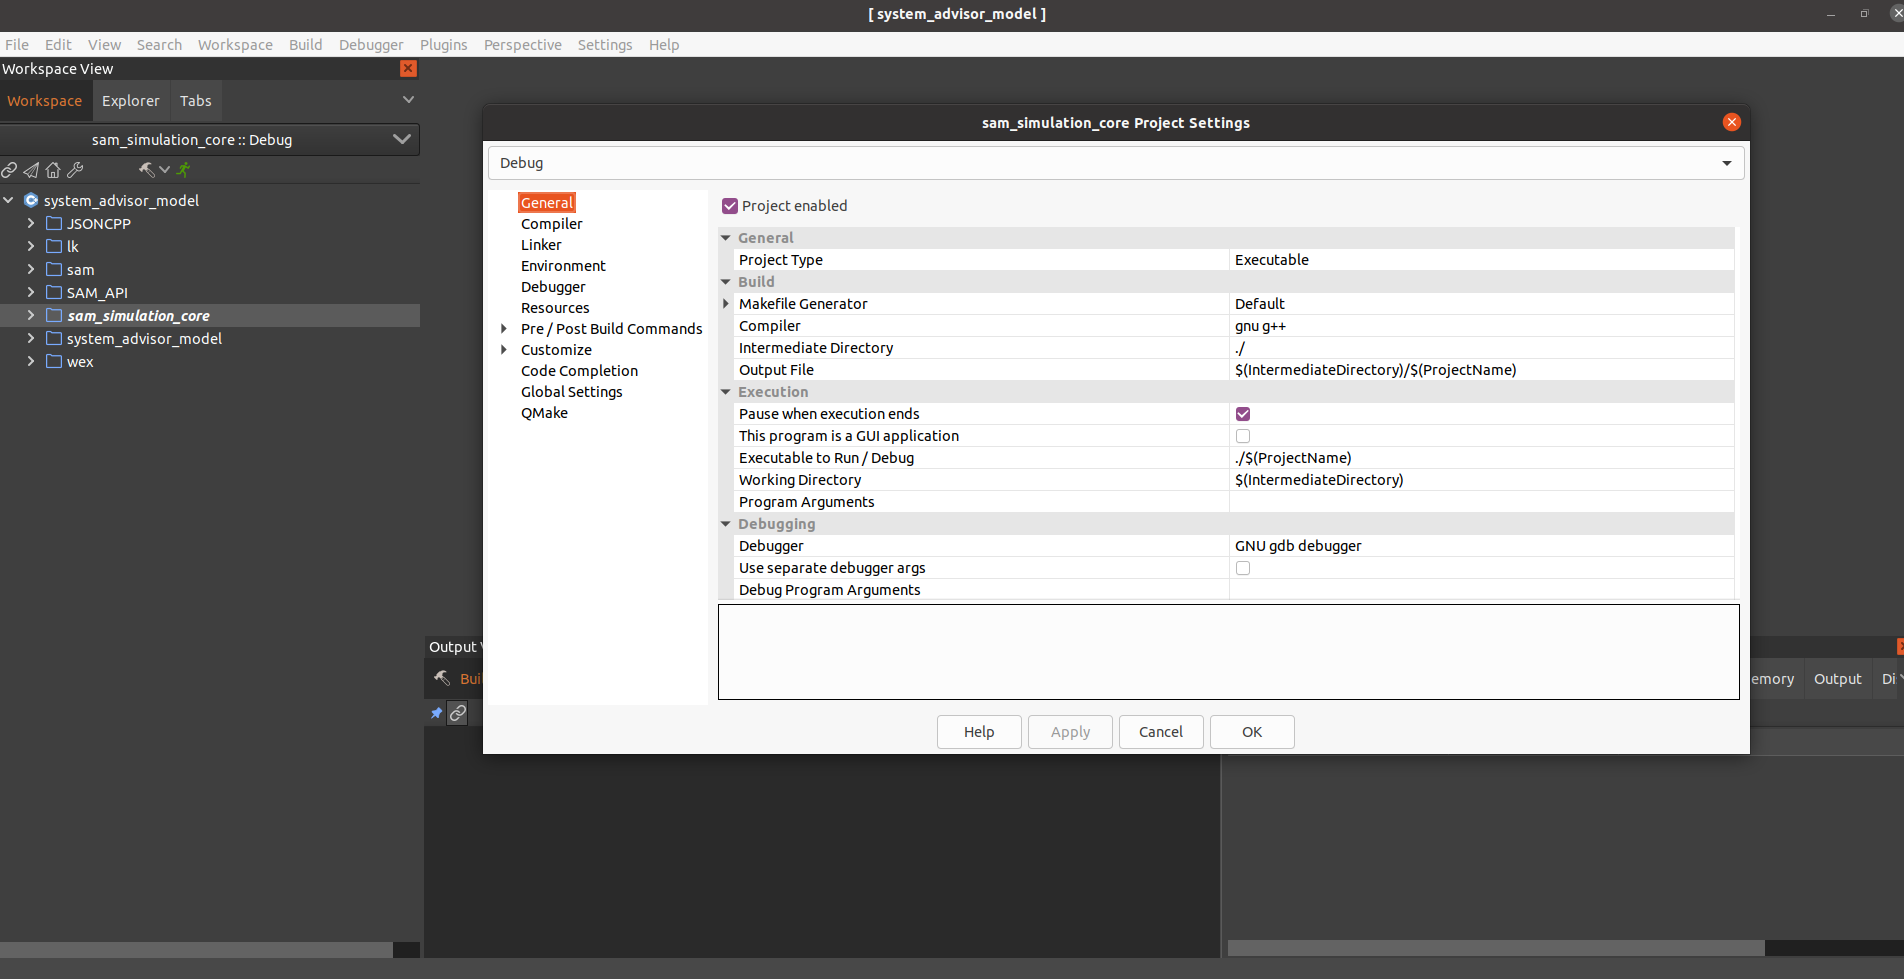 [ system_advisor_model ]
File Edit View Search Workspace Build Debugger Plugins Perspective Settings Help
Workspace View
Workspace Explorer Tabs
sam_simulation_core :: Debug
system_advisor_model
JSONCPP
lk
sam
SAM_API
sam_simulation_core
system_advisor_model
wex
sam_simulation_core Project Settings
Debug
General
Compiler
Linker
Environment
Debugger
Resources
Pre / Post Build Commands
Customize
Code Completion
Global Settings
QMake
Project enabled
General
Project Type Executable
Build
Makefile Generator Default
Compiler gnu g++
Intermediate Directory ./
Output File $(IntermediateDirectory)/$(ProjectName)
Execution
Pause when execution ends
This program is a GUI application
Executable to Run / Debug ./$(ProjectName)
Working Directory $(IntermediateDirectory)
Program Arguments
Debugging
Debugger GNU gdb debugger
Use separate debugger args
Debug Program Arguments
Help Apply Cancel OK
Output
Bui
emory Output Di